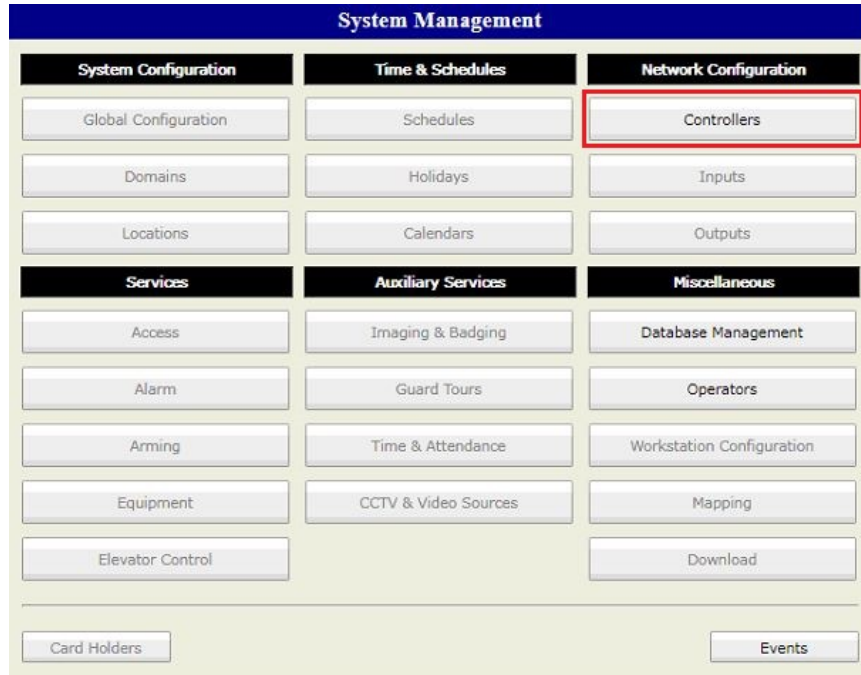 System Management
System Configuration
Time & Schedules
Network Configuration
Global Configuration
Schedules
Controllers
Domains
Holidays
Inputs
Locations
Calendars
Outputs
Services
Auxiliary Services
Miscellaneous
Access
Imaging & Badging
Database Management
Alarm
Guard Tours
Operators
Arming
Time & Attendance
Workstation Configuration
Equipment
CCTV & Video Sources
Mapping
Elevator Control
Download
Card Holders
Events